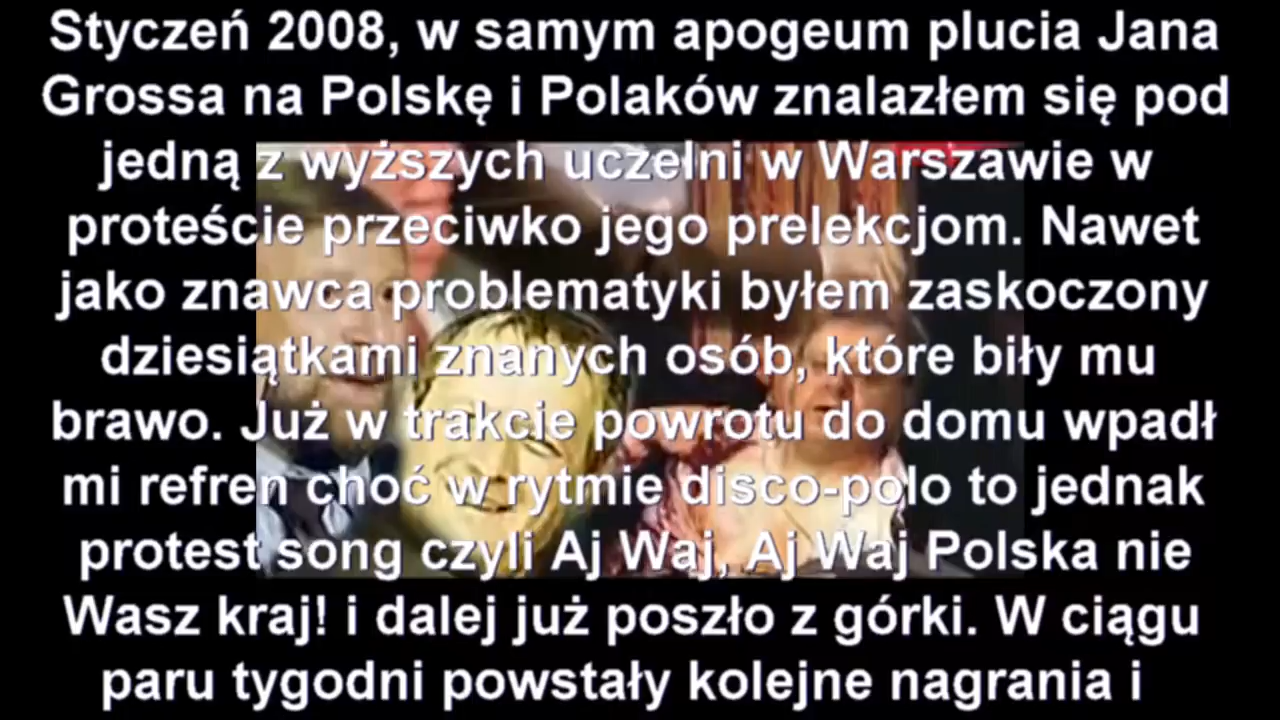 Styczeń 2008, w samym apogeum plucia Jana
Grossa na Polskę i Polaków znalazłem się pod
jedną z wyższych uczelni w Warszawie w
proteście przeciwko jego prelekcjom. Nawet
jako znawca problematyki byłem zaskoczony
dziesiątkami znanych osób, które biły mu
brawo. Już w trakcie powrotu do domu wpadł
mi refren choć w rytmie disco-polo to jednak
protest song czyli Aj Waj, Aj Waj Polska nie
Wasz kraj! i dalej już poszło z górki. W ciągu
paru tygodni powstały kolejne nagrania i